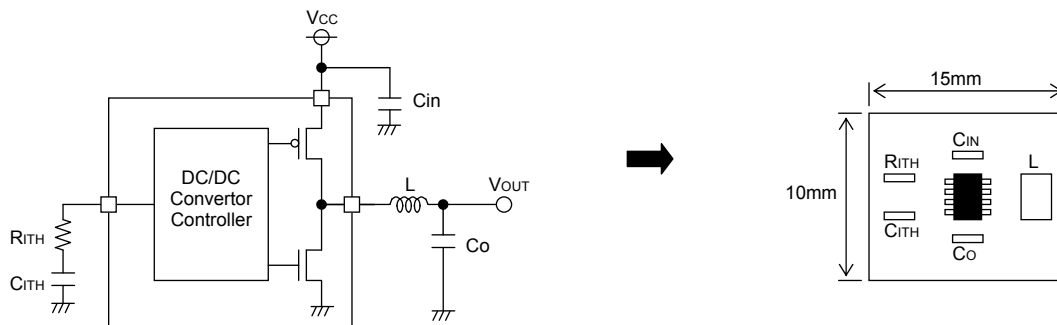 VCC
Cin
DC/DC
Convertor
Controller
L
VOUT
RITH
CITH
Co
15mm
10mm
CIN
RITH
L
CITH
CO